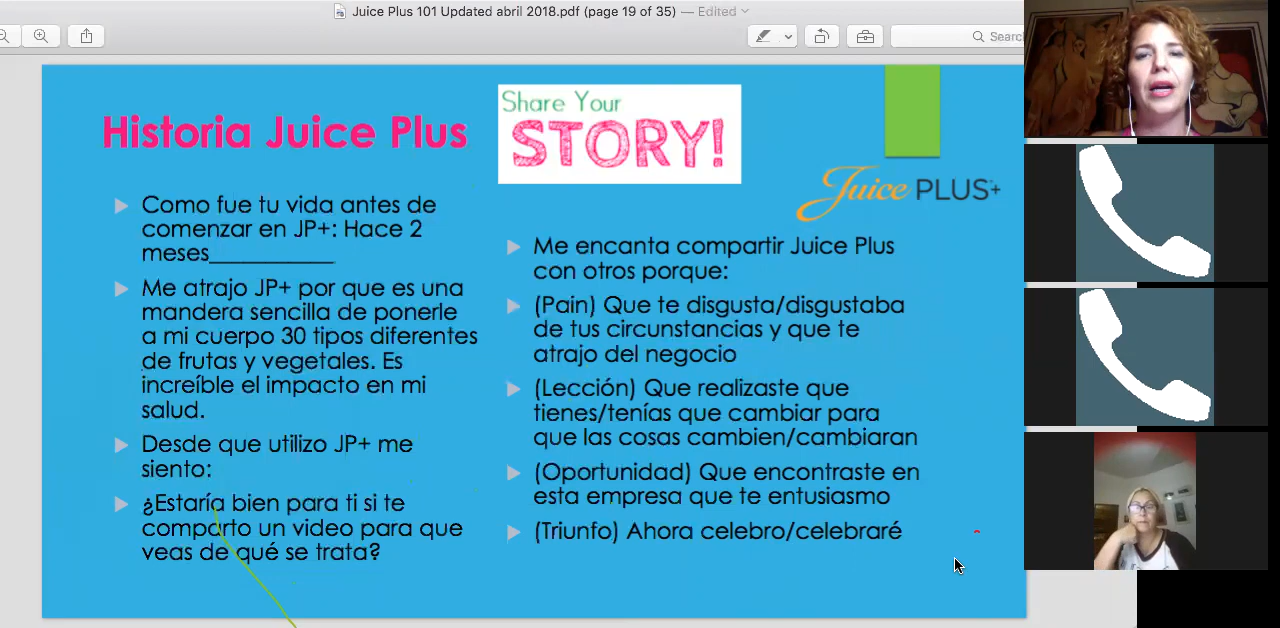 Juice Plus 101 Updated abril 2018.pdf (page 19 of 35) — Edited
Search
Historia Juice Plus
Share Your
STORY!
Juice PLUS+
Como fue tu vida antes de
comenzar en JP+: Hace 2
meses___________
Me atrajo JP+ por que es una
mandera sencilla de ponerle
a mi cuerpo 30 tipos diferentes
de frutas y vegetales. Es
increíble el impacto en mi
salud.
Desde que utilizo JP+ me
siento:
¿Estaría bien para ti si te
comparto un video para que
veas de qué se trata?
Me encanta compartir Juice Plus
con otros porque:
(Pain) Que te disgusta/disgustaba
de tus circunstancias y que te
atrajo del negocio
(Lección) Que realizaste que
tienes/tenías que cambiar para
que las cosas cambien/cambiaran
(Oportunidad) Que encontraste en
esta empresa que te entusiasmo
(Triunfo) Ahora celebro/celebraré